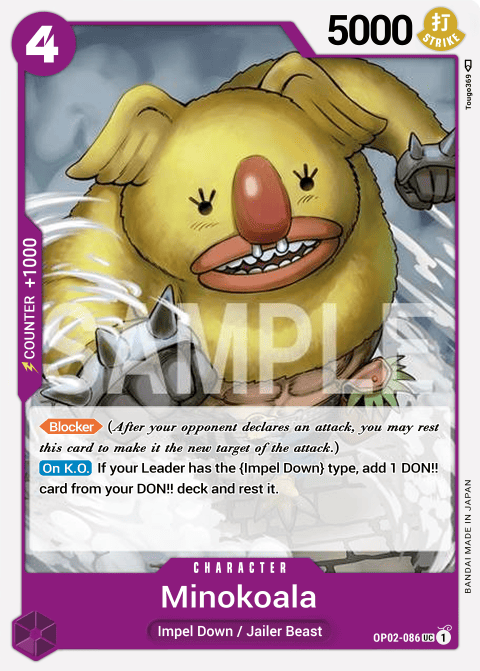 4
5000
打
STRIKE
Tougo369
COUNTER +1000
SAMPLE
Blocker (After your opponent declares an attack, you may rest
this card to make it the new target of the attack.)
On K.O. If your Leader has the {Impel Down} type, add 1 DON!!
card from your DON!! deck and rest it.
BANDAI MADE IN JAPAN
CHARACTER
Minokoala
Impel Down / Jailer Beast
OP02-086 UC 1